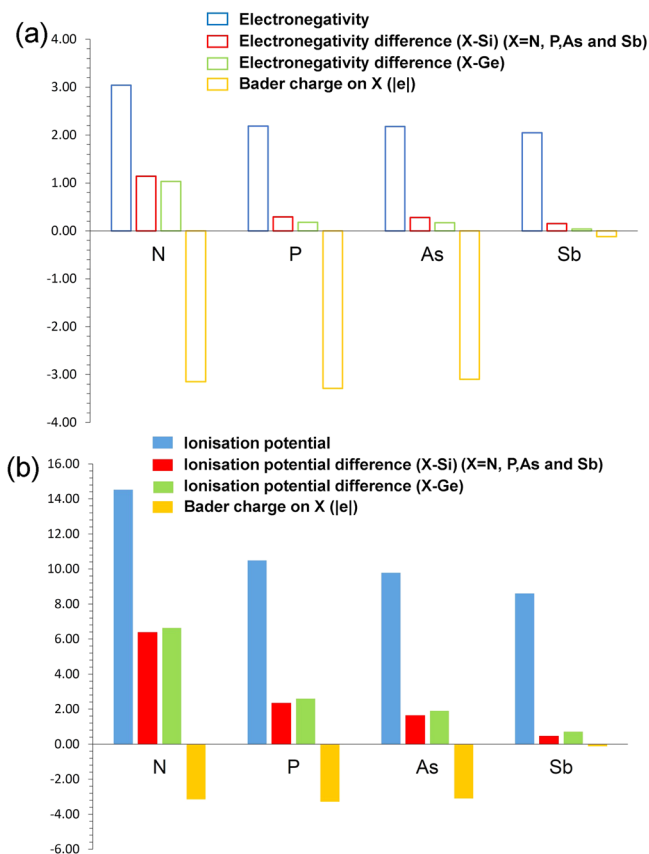 (a)
Electronegativity
Electronegativity difference (X-Si) (X=N, P,As and Sb)
Electronegativity difference (X-Ge)
Bader charge on X (|e|)
4.00
3.00
2.00
1.00
0.00
-1.00
-2.00
-3.00
-4.00
N P As Sb
(b)
Ionisation potential
Ionisation potential difference (X-Si) (X=N, P,As and Sb)
Ionisation potential difference (X-Ge)
Bader charge on X (|e|)
16.00
14.00
12.00
10.00
8.00
6.00
4.00
2.00
0.00
-2.00
-4.00
-6.00
N P As Sb